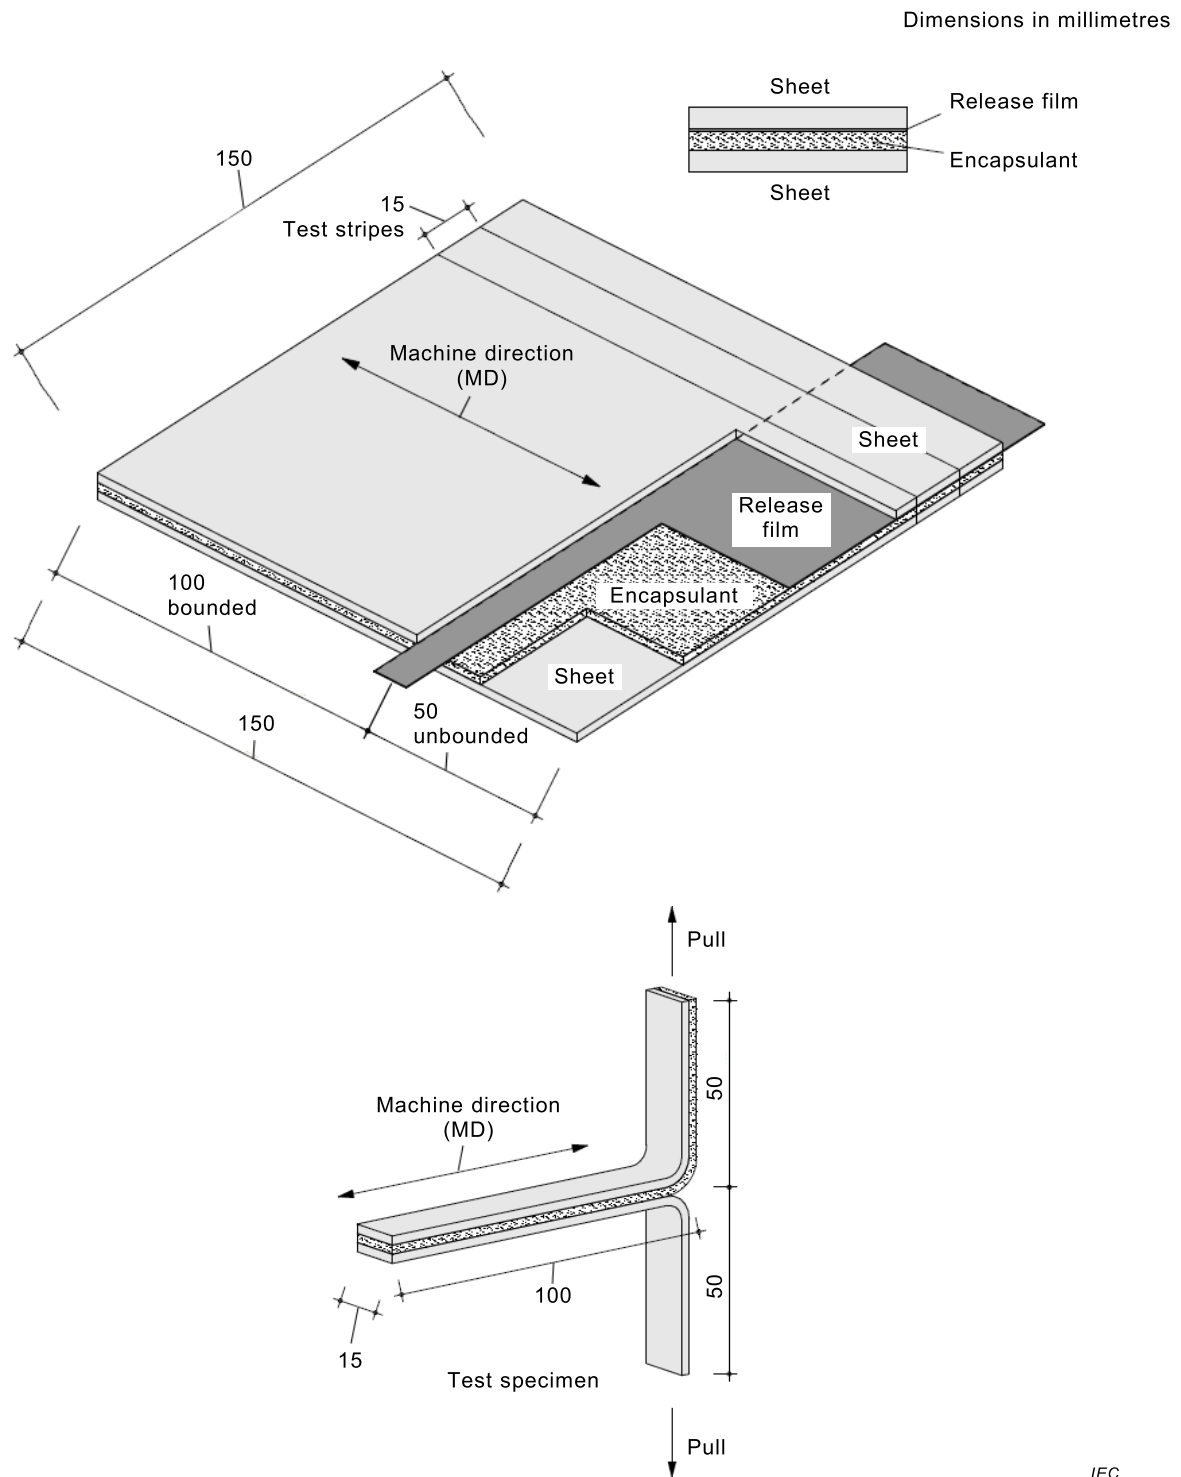 Dimensions in millimetres
Sheet
Release film
Encapsulant
Sheet
150
15
Test stripes
Machine direction
(MD)
Sheet
Release
film
Encapsulant
Sheet
100
bounded
150
50
unbounded
Pull
50
Machine direction
(MD)
100
50
15
Test specimen
Pull
IEC